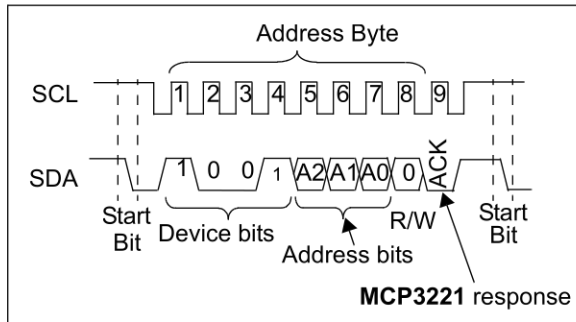 Address Byte
SCL 1 2 3 4 5 6 7 8 9
SDA 1 0 0 1 A2 A1 A0 0 ACK
Start Bit Device bits Address bits R/W Start Bit
MCP3221 response